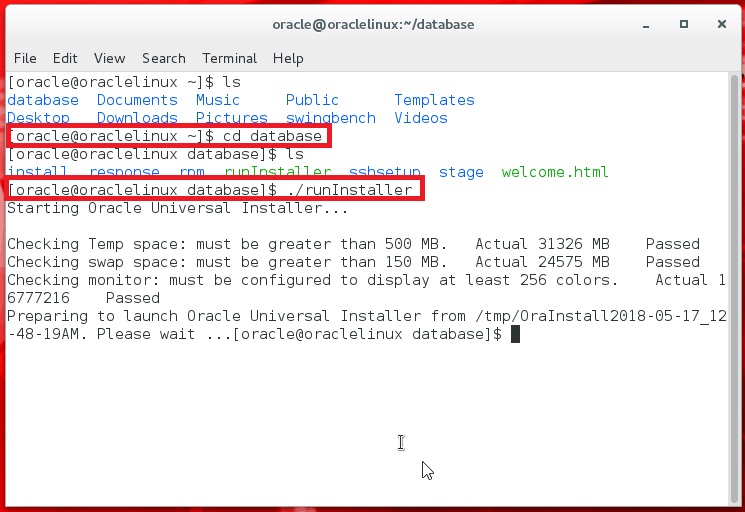 oracle@oraclelinux:~/database
File Edit View Search Terminal Help
[oracle@oraclelinux ~]$ ls
database Documents Music Public Templates
Desktop Downloads Pictures swingbench Videos
[oracle@oraclelinux ~]$ cd database
[oracle@oraclelinux database]$ ls
install response rpm runInstaller sshsetup stage welcome.html
[oracle@oraclelinux database]$ ./runInstaller
Starting Oracle Universal Installer...
Checking Temp space: must be greater than 500 MB. Actual 31326 MB Passed
Checking swap space: must be greater than 150 MB. Actual 24575 MB Passed
Checking monitor: must be configured to display at least 256 colors. Actual 1
6777216 Passed
Preparing to launch Oracle Universal Installer from /tmp/OraInstall2018-05-17_12
-48-19AM. Please wait ...[oracle@oraclelinux database]$